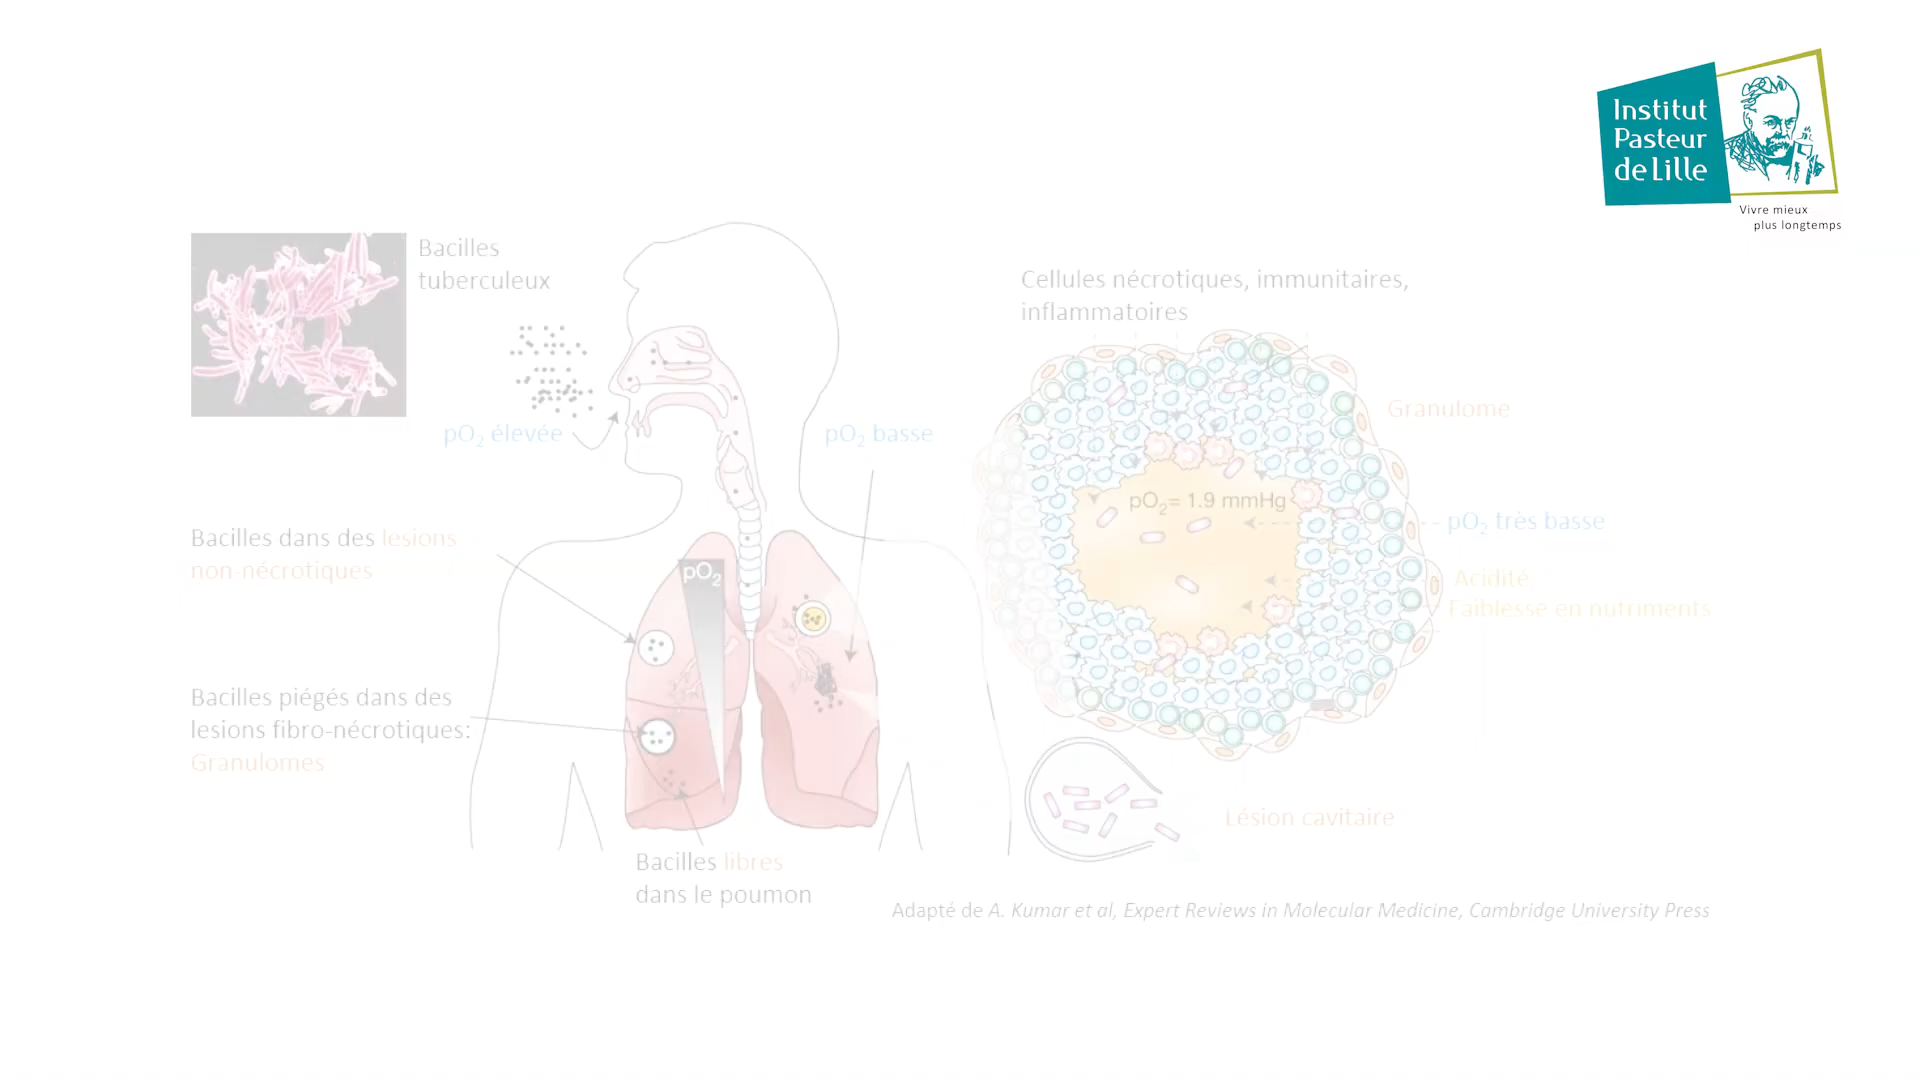 Institut
Pasteur
de Lille
Vivre mieux
plus longtemps
Bacilles
tuberculeux
pO2 élevée
pO2 basse
Cellules nécrotiques, immunitaires,
inflammatoires
Granulome
pO2= 1.9 mmHg
pO2 très basse
Acidité
Faiblesse en nutriments
Bacilles dans des lesions
non-nécrotiques
pO2
Bacilles piégés dans des
lesions fibro-nécrotiques:
Granulomes
Bacilles libres
dans le poumon
Lésion cavitaire
Adapté de A. Kumar et al, Expert Reviews in Molecular Medicine, Cambridge University Press